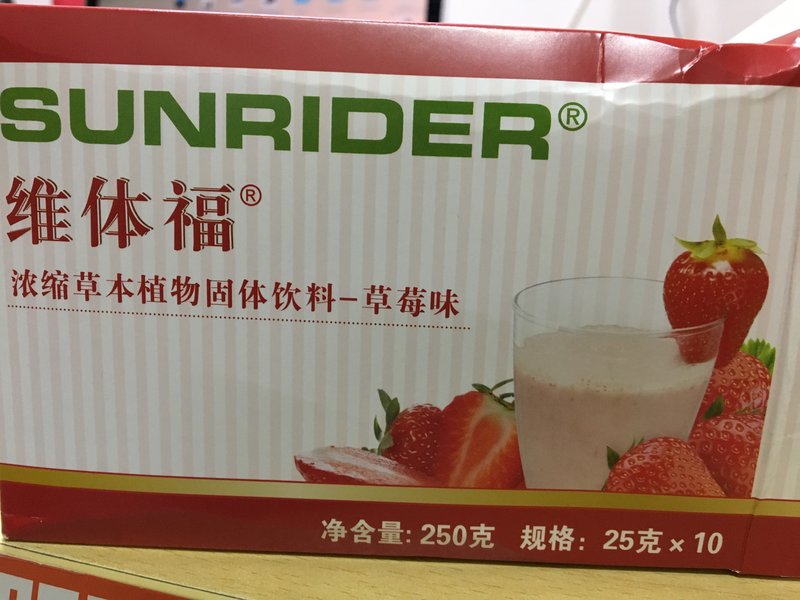 SUNRIDER®
维体福®
浓缩草本植物固体饮料-草莓味
净含量: 250克 规格: 25克×10